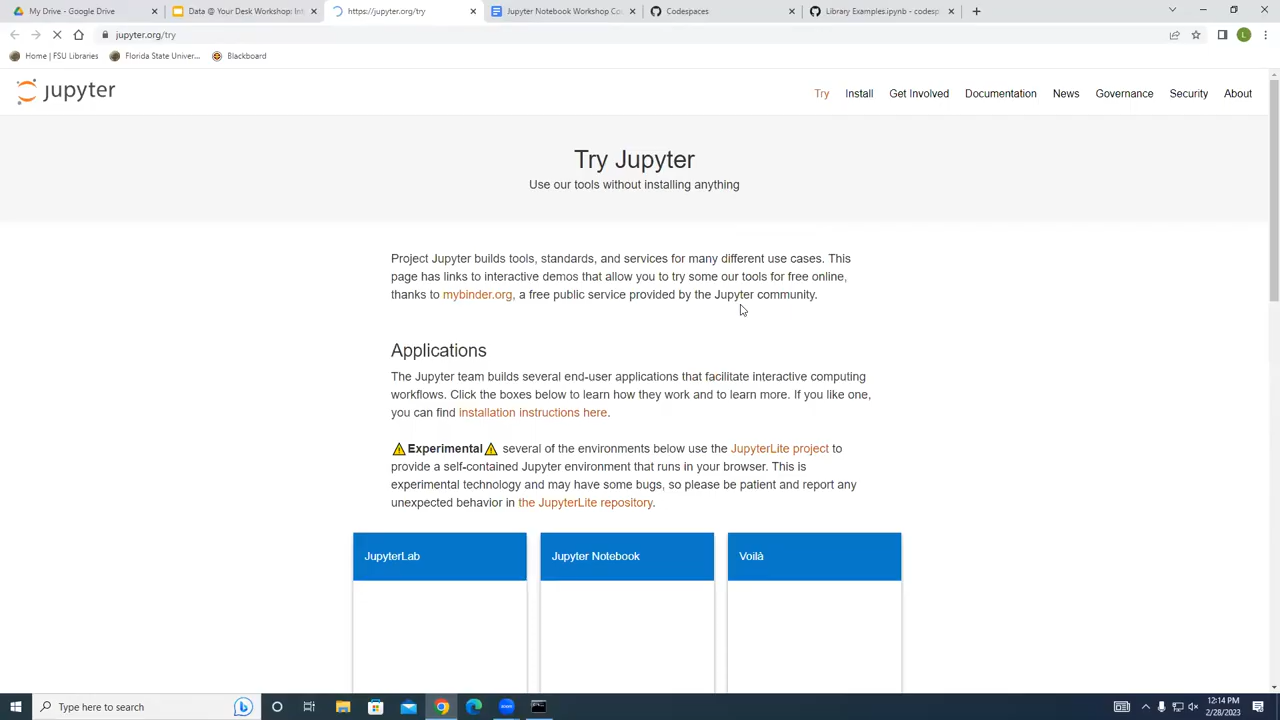 My Drive - Google Drive
Data @ Your Desk Workshop: Int
https://jupyter.org/try
Jupyter Notebook Workshop.Co
Codespaces
Library Examples.ipynb - codesp
jupyter.org/try
L
Home | FSU Libraries
Florida State Univer...
Blackboard
jupyter
Try
Install
Get Involved
Documentation
News
Governance
Security
About
Try Jupyter
Use our tools without installing anything
Project Jupyter builds tools, standards, and services for many different use cases. This
page has links to interactive demos that allow you to try some our tools for free online,
thanks to mybinder.org, a free public service provided by the Jupyter community.
Applications
The Jupyter team builds several end-user applications that facilitate interactive computing
workflows. Click the boxes below to learn how they work and to learn more. If you like one,
you can find installation instructions here.
⚠Experimental⚠ several of the environments below use the JupyterLite project to
provide a self-contained Jupyter environment that runs in your browser. This is
experimental technology and may have some bugs, so please be patient and report any
unexpected behavior in the JupyterLite repository.
JupyterLab
Jupyter Notebook
Voilà
Type here to search
zoom
12:14 PM
2/28/2023